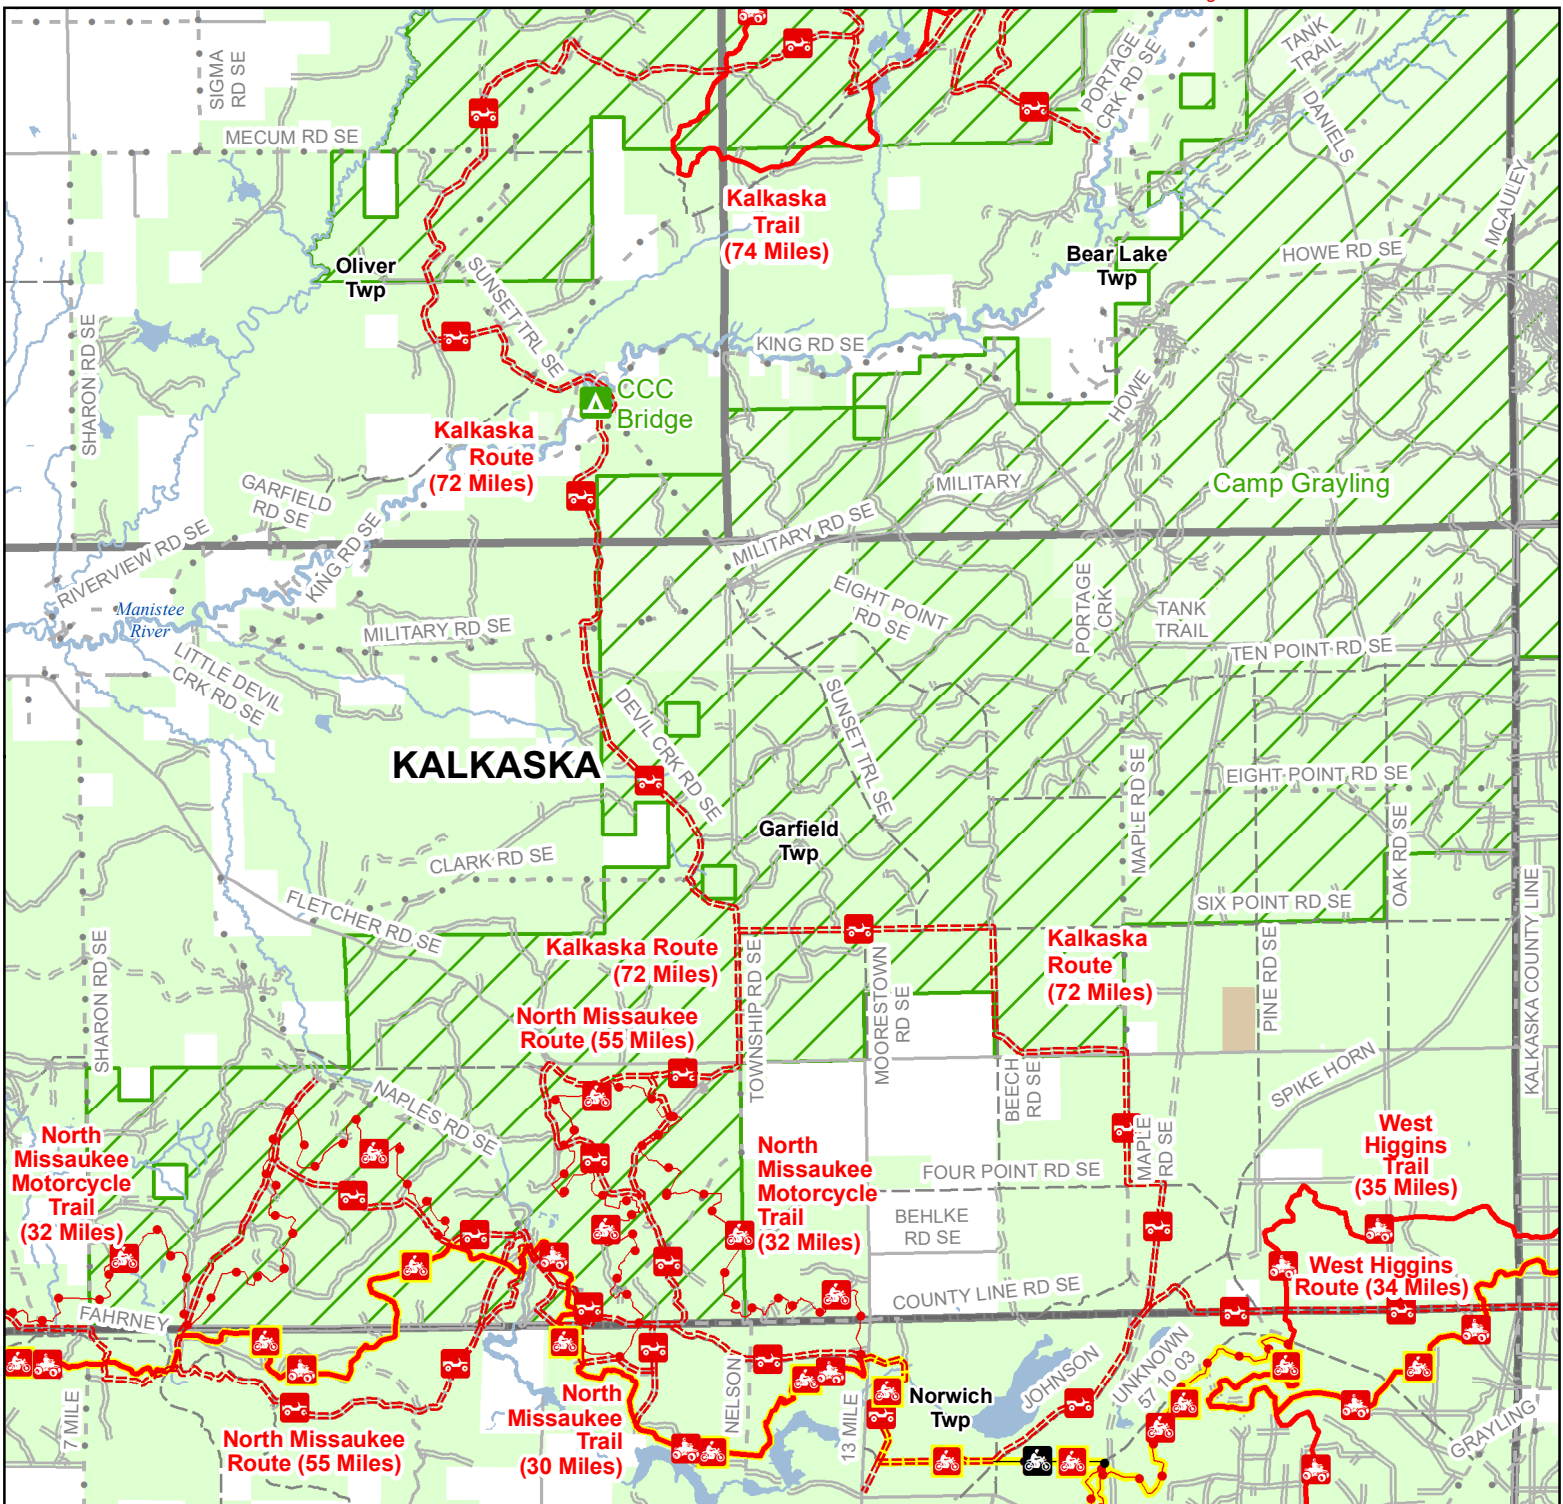 SIGMA
RD SE
MECUM RD SE
TANK
TRAIL
PORTAGE
CRK RD SE
DANIELS
MCAULEY
Kalkaska
Trail
(74 Miles)
Oliver
Twp
Bear Lake
Twp
HOWE RD SE
SUNSET TRL SE
SHARON RD SE
KING RD SE
CCC
Bridge
HOWE
Kalkaska
Route
(72 Miles)
GARFIELD
RD SE
MILITARY
Camp Grayling
RIVERVIEW RD SE
KING RD SE
MILITARY RD SE
EIGHT POINT
RD SE
PORTAGE
CRK
TANK
TRAIL
Manistee
River
MILITARY RD SE
TEN POINT RD SE
LITTLE DEVIL
CRK RD SE
DEVIL CRK RD SE
SUNSET TRL SE
KALKASKA
MAPLE RD SE
EIGHT POINT RD SE
OAK RD SE
Garfield
Twp
CLARK RD SE
FLETCHER RD SE
SIX POINT RD SE
KALKASKA COUNTY LINE
SHARON RD SE
Kalkaska Route
(72 Miles)
TOWNSHIP RD SE
MOORESTOWN
RD SE
Kalkaska
Route
(72 Miles)
PINE RD SE
North Missaukee
Route (55 Miles)
BEECH
RD SE
SPIKE HORN
NAPLES RD SE
North
Missaukee
Motorcycle
Trail
(32 Miles)
North
Missaukee
Motorcycle
Trail
(32 Miles)
MAPLE
RD SE
FOUR POINT RD SE
West
Higgins
Trail
(35 Miles)
BEHLKE
RD SE
West Higgins
Route (34 Miles)
COUNTY LINE RD SE
FAHRNEY
7 MILE
NELSON
13 MILE
Norwich
Twp
JOHNSON
UNKNOWN
57 10 03
GRAYLING
North
Missaukee
Trail
(30 Miles)
North Missaukee
Route (55 Miles)